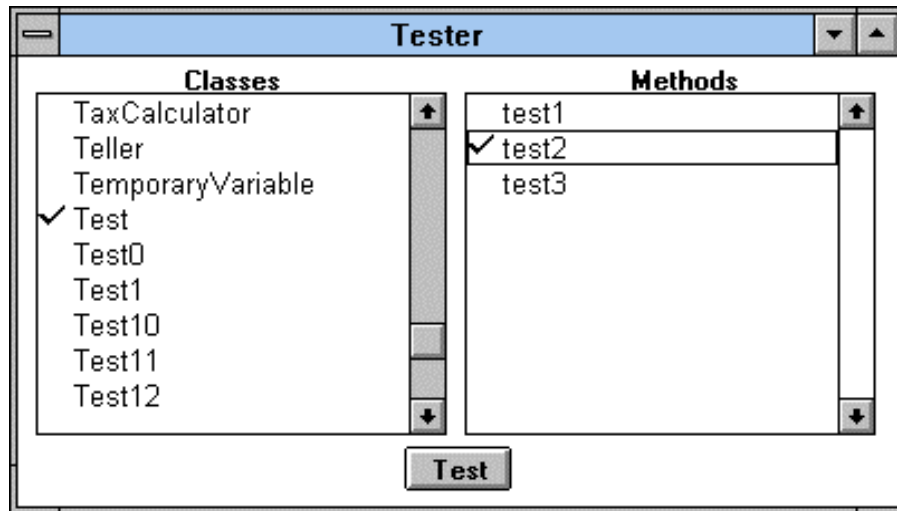 Tester
Classes
TaxCalculator
Teller
TemporaryVariable
Test
Test0
Test1
Test10
Test11
Test12
Methods
test1
test2
test3
Test